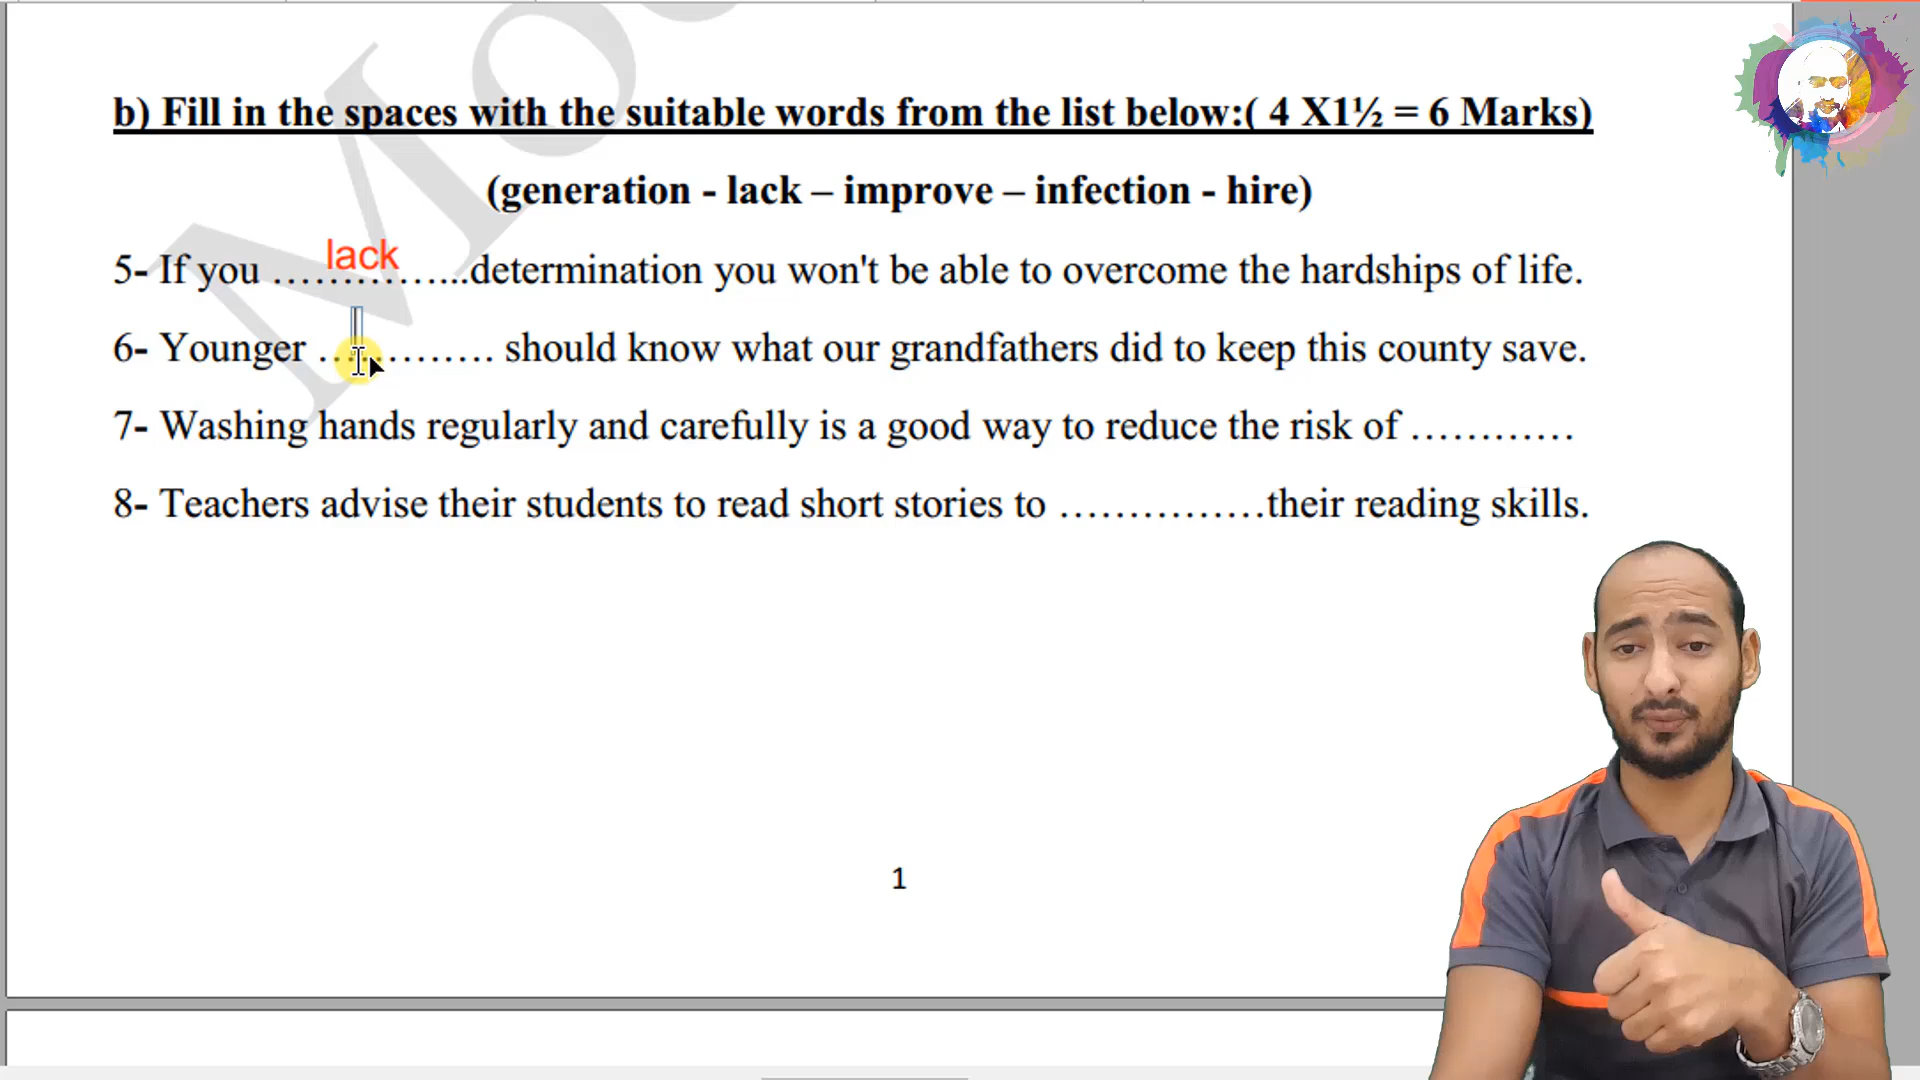 b) Fill in the spaces with the suitable words from the list below:( 4 X1½ = 6 Marks)
(generation - lack – improve – infection - hire)
lack
5- If you …………...determination you won't be able to overcome the hardships of life.
6- Younger ………….. should know what our grandfathers did to keep this county save.
7- Washing hands regularly and carefully is a good way to reduce the risk of …………
8- Teachers advise their students to read short stories to ……………their reading skills.
1